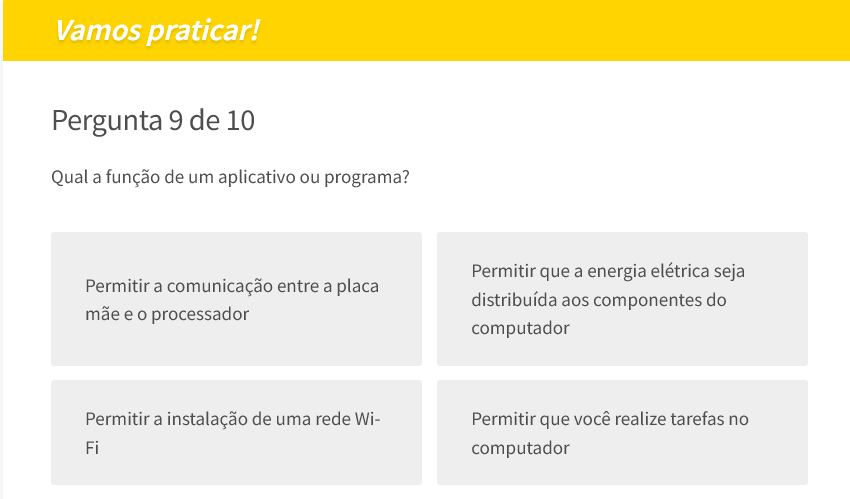 Vamos praticar!
Pergunta 9 de 10
Qual a função de um aplicativo ou programa?
Permitir a comunicação entre a placa
mãe e o processador
Permitir que a energia elétrica seja
distribuída aos componentes do
computador
Permitir a instalação de uma rede Wi-
Fi
Permitir que você realize tarefas no
computador